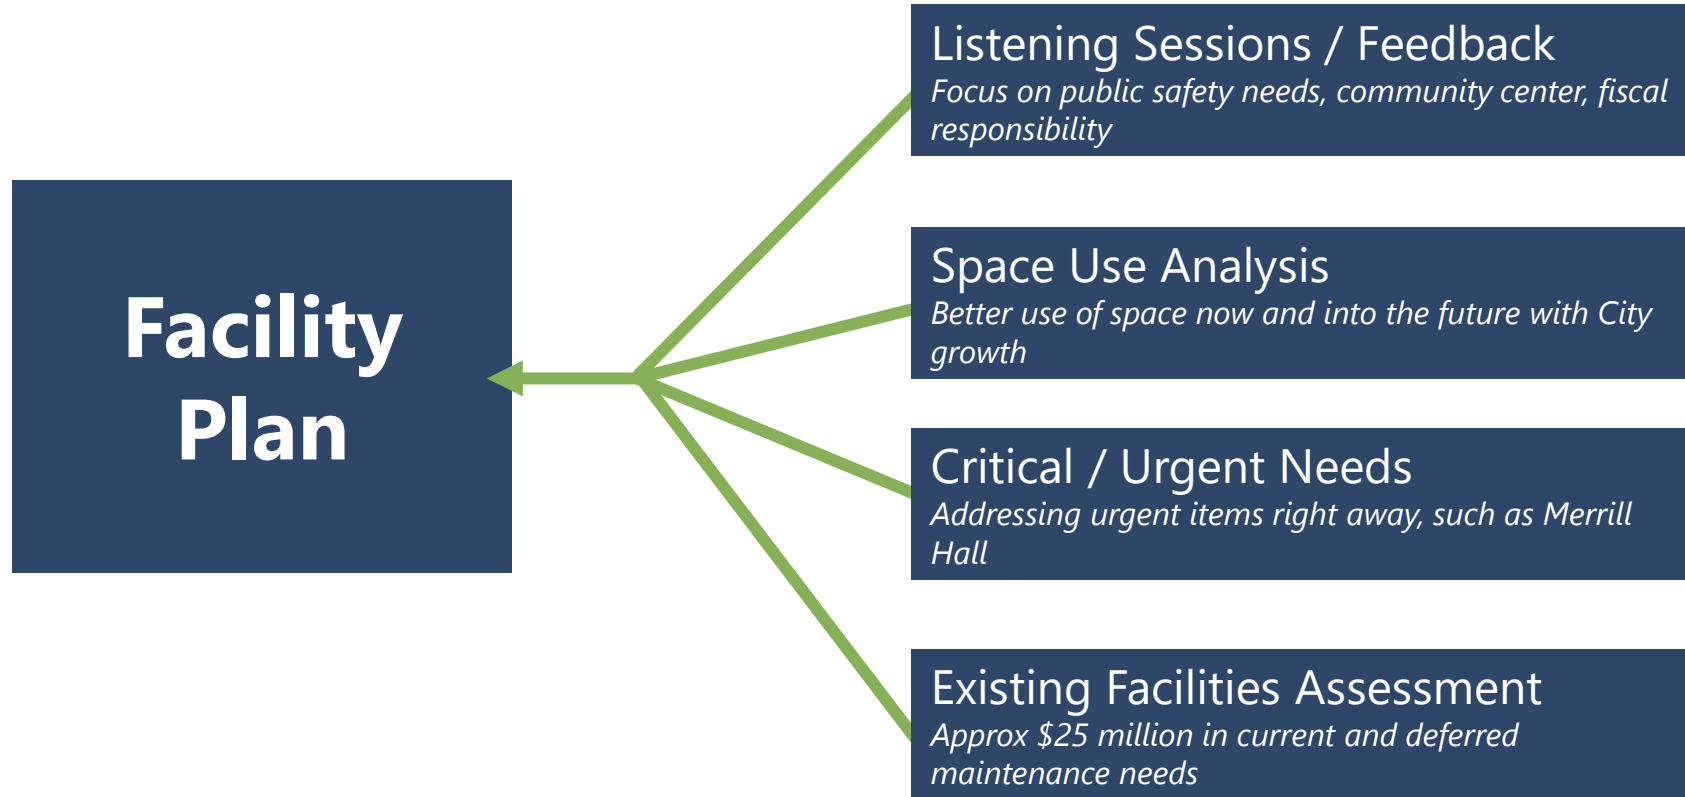 Facility
Plan
Listening Sessions / Feedback
Focus on public safety needs, community center, fiscal
responsibility
Space Use Analysis
Better use of space now and into the future with City
growth
Critical / Urgent Needs
Addressing urgent items right away, such as Merrill
Hall
Existing Facilities Assessment
Approx $25 million in current and deferred
maintenance needs